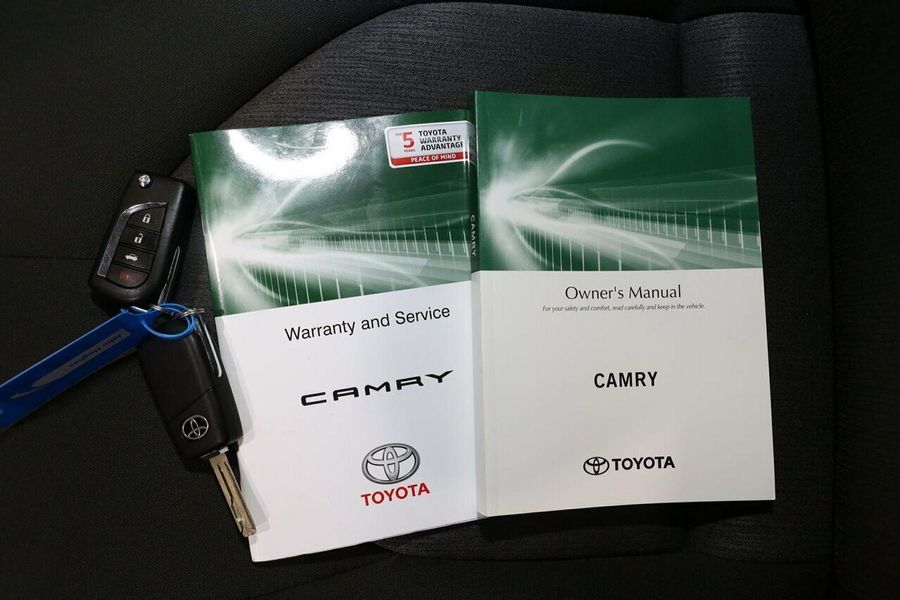 5
YEARS
TOYOTA
WARRANTY
ADVANTAGE
PEACE OF MIND
Warranty and Service
CAMRY
TOYOTA
CAMRY
Owner's Manual
For your safety and comfort, read carefully and keep in the vehicle.
CAMRY
TOYOTA